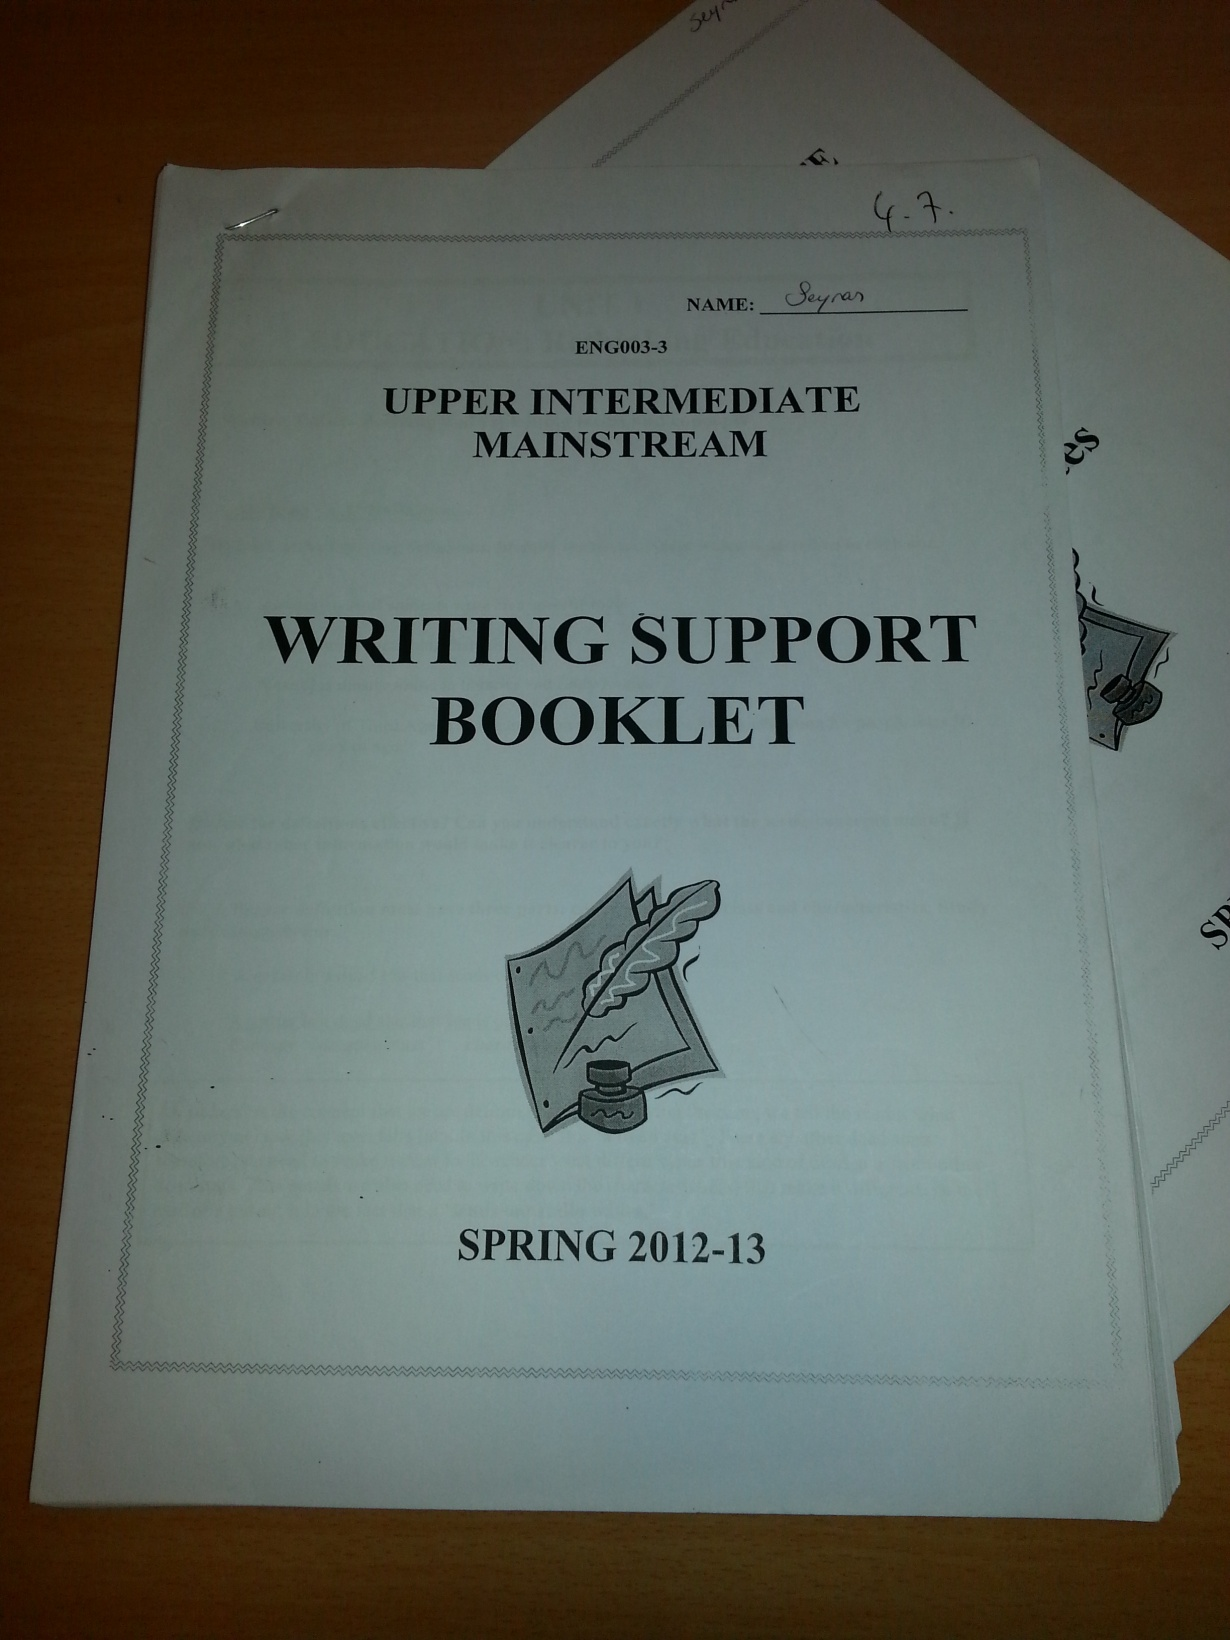 4.7.
NAME: Seyran
ENG003-3
UPPER INTERMEDIATE
MAINSTREAM
WRITING SUPPORT
BOOKLET
SPRING 2012-13